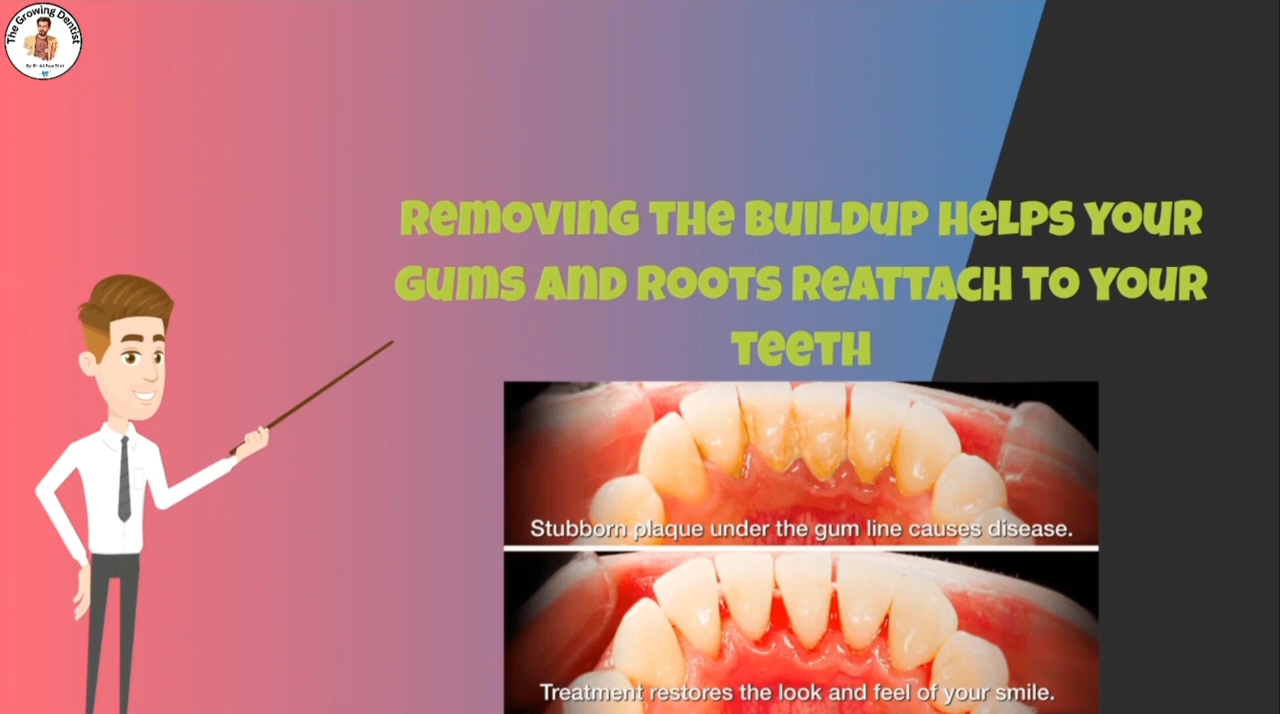 The Growing Dentist
Removing the buildup helps your
gums and roots reattach to your
teeth
Stubborn plaque under the gum line causes disease.
Treatment restores the look and feel of your smile.